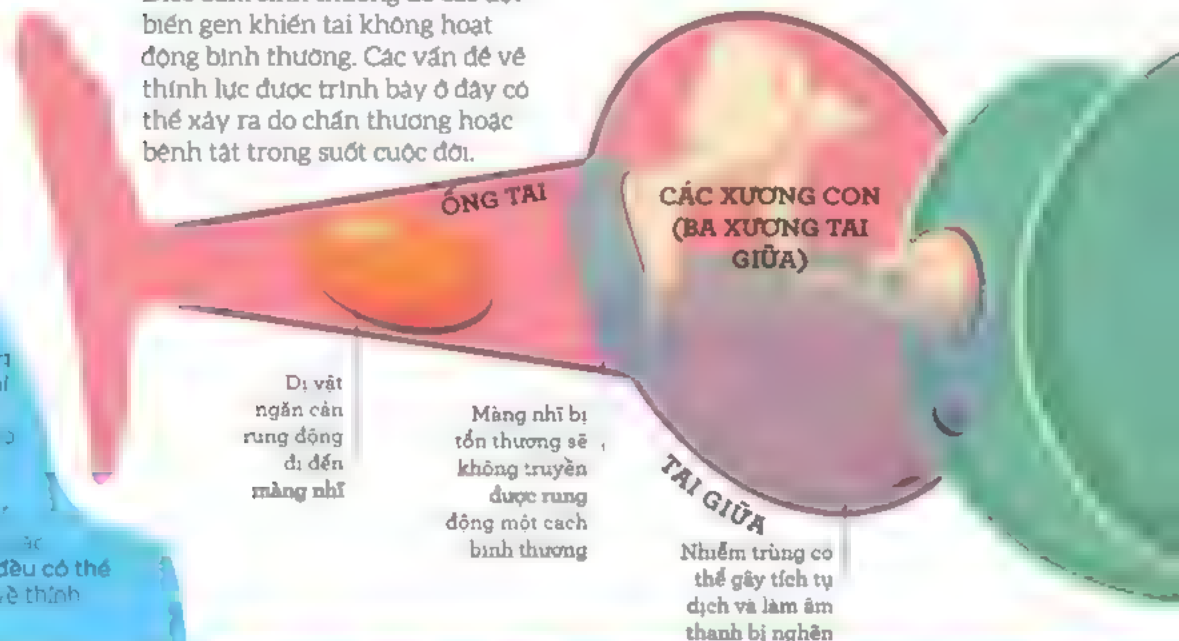 biến gen khiến tai không hoạt
động bình thường. Các vấn đề về
thính lực được trình bày ở đây có
thể xảy ra do chấn thương hoặc
bệnh tật trong suốt cuộc đời.
ỐNG TAI
CÁC XƯƠNG CON
(BA XƯƠNG TAI
GIỮA)
Dị vật
ngăn cản
rung động
đi đến
màng nhĩ
Màng nhĩ bị
tổn thương sẽ
không truyền
được rung
động một cách
bình thường
TAI GIỮA
Nhiễm trùng có
thể gây tích tụ
dịch và làm âm
thanh bị nghẽn
đều có thể
về thính